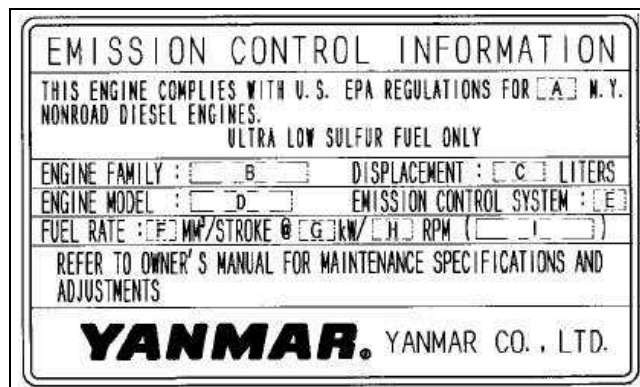 EMISSION CONTROL INFORMATION
THIS ENGINE COMPLIES WITH U.S. EPA REGULATIONS FOR [A] M.Y.
NONROAD DIESEL ENGINES.
ULTRA LOW SULFUR FUEL ONLY
ENGINE FAMILY : [B] DISPLACEMENT : [C] LITERS
ENGINE MODEL : [D] EMISSION CONTROL SYSTEM : [E]
FUEL RATE : [F] MM³/STROKE @ [G] kW/ [H] RPM ([I])
REFER TO OWNER'S MANUAL FOR MAINTENANCE SPECIFICATIONS AND
ADJUSTMENTS
YANMAR® YANMAR CO., LTD.